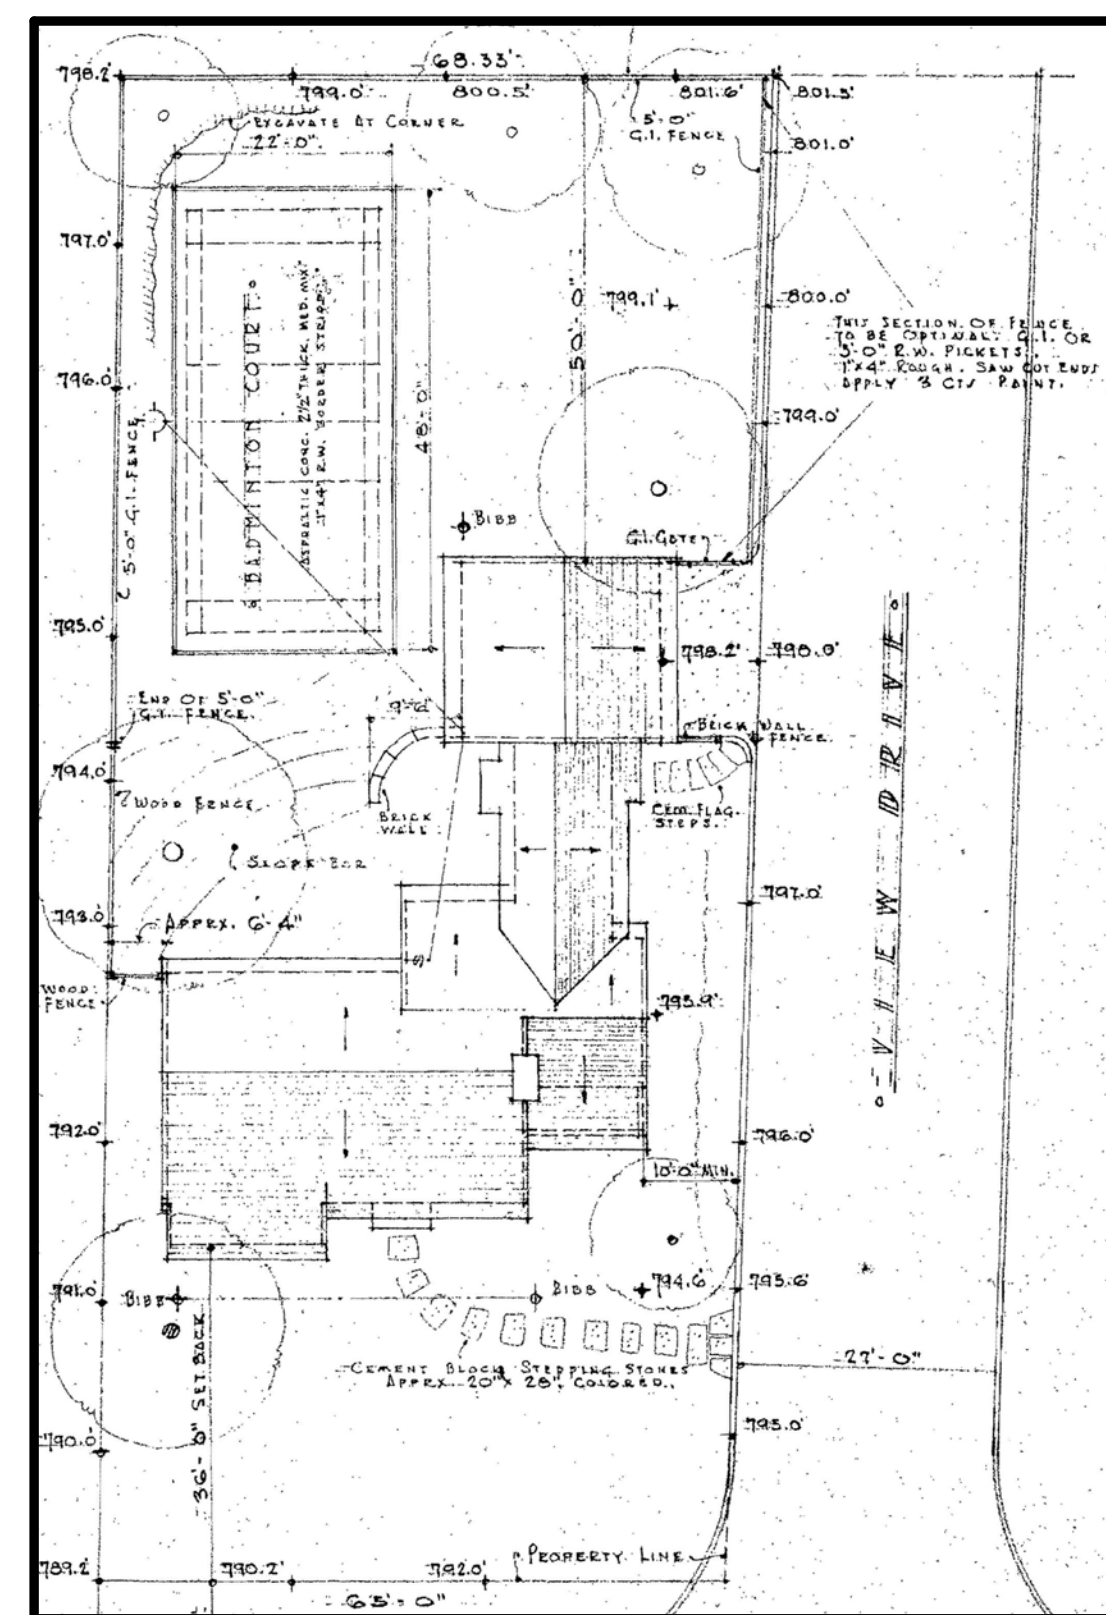 68.33'
798.2'
799.0'
800.5'
801.6'
801.3'
EXCAVATE AT CORNER
22'-0"
5'-0"
G.I. FENCE
801.0'
797.0'
BADMINTON COURT
ASPHALTIC CONC. 2½" THICK. MED. MIX.
1"X4" R.W. BORDER STRIPS.
48'-0"
50'-0"
799.1'
800.0'
THIS SECTION OF FENCE
TO BE OPTIONAL. G.I. OR
5'-0" R.W. PICKETS.
1"X4" ROUGH. SAW CUT ENDS
APPLY 3 CTS PAINT.
796.0'
799.0'
5'-0" G.I. FENCE
BIBB
G.I. GATE
795.0'
798.2'
798.0'
END OF 5'-0"
G.I. FENCE.
9'-6"
BRICK WALL
FENCE.
VIEW DRIVE
794.0'
WOOD FENCE
BRICK
WALL
CEM. FLAG.
STEPS.
SLOPE FOR
797.0'
793.0'
APPRX. 6'-4"
WOOD
FENCE
795.9'
792.0'
796.0'
10'-0" MIN.
791.0'
BIBB
BIBB
794.6'
795.6'
CEMENT BLOCK STEPPING STONES
APPRX. 20" X 28". COLORED.
27'-0"
36'-0" SET BACK
790.0'
795.0'
PROPERTY LINE
789.2'
790.2'
792.0'
65'-0"